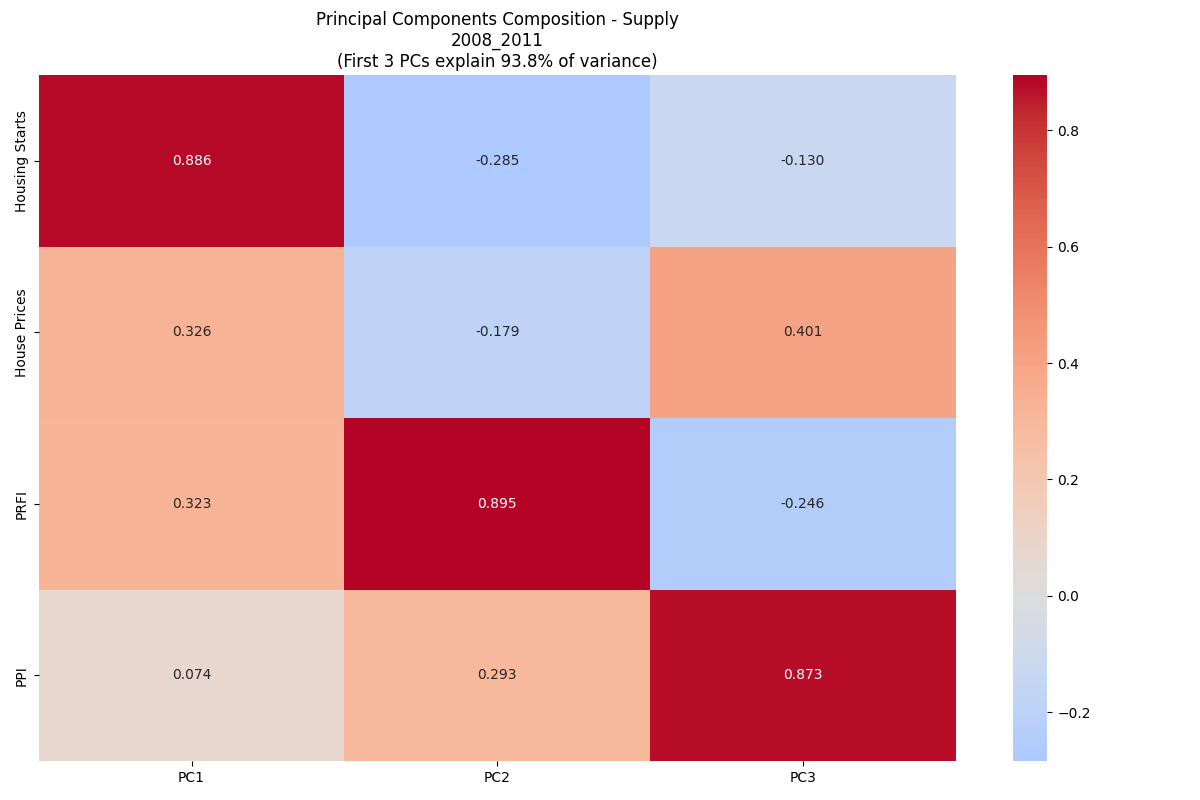 Principal Components Composition - Supply
2008_2011
(First 3 PCs explain 93.8% of variance)
Housing Starts
0.886
-0.285
-0.130
House Prices
0.326
-0.179
0.401
PRFI
0.323
0.895
-0.246
PPI
0.074
0.293
0.873
PC1
PC2
PC3
0.8
0.6
0.4
0.2
0.0
−0.2